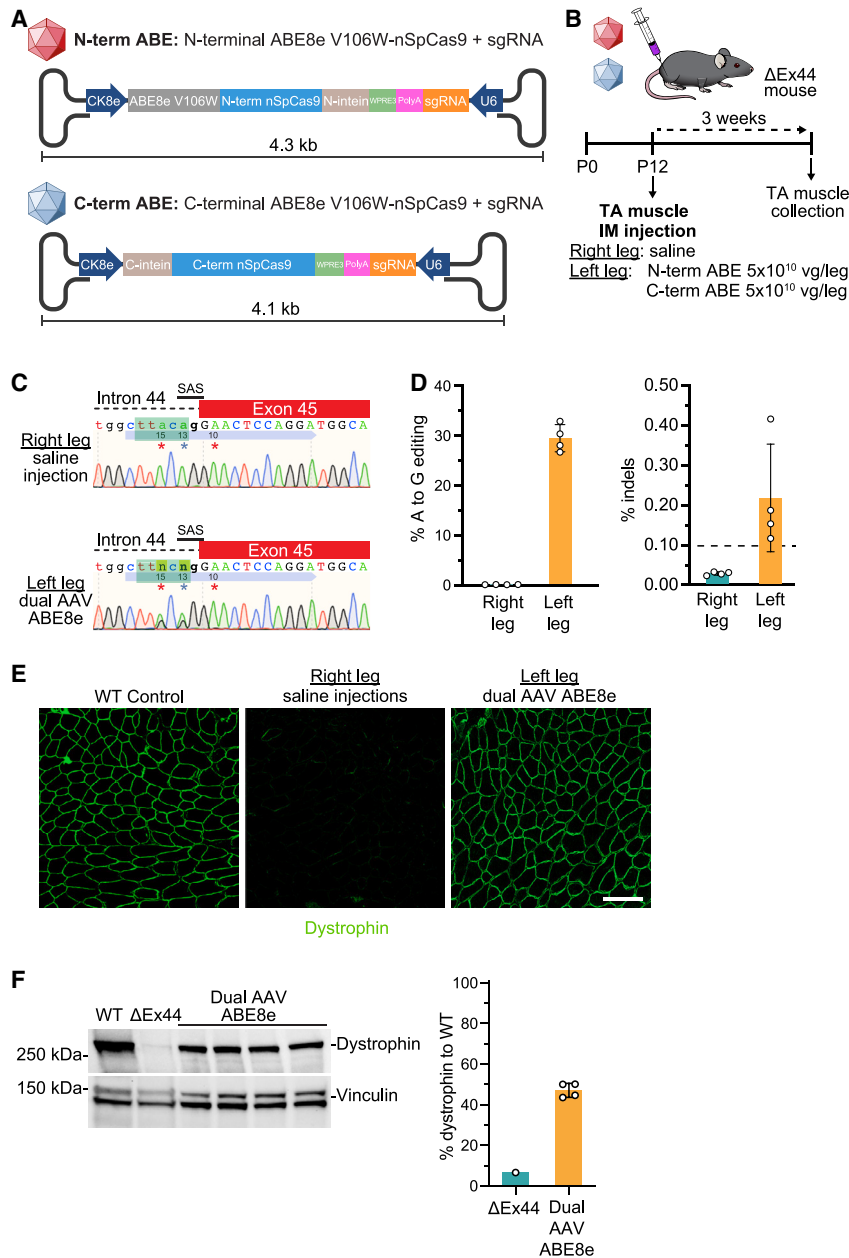 A
N-term ABE: N-terminal ABE8e V106W-nSpCas9 + sgRNA
CK8e ABE8e V106W N-term nSpCas9 N-intein WPRE3 PolyA sgRNA U6
4.3 kb
C-term ABE: C-terminal ABE8e V106W-nSpCas9 + sgRNA
CK8e C-intein C-term nSpCas9 WPRE3 PolyA sgRNA U6
4.1 kb
B
ΔEx44
mouse
3 weeks
P0 P12
TA muscle
IM injection
TA muscle
collection
Right leg: saline
Left leg: N-term ABE 5x10¹⁰ vg/leg
C-term ABE 5x10¹⁰ vg/leg
C
Intron 44 SAS Exon 45
tggcttacagGAACTCCAGGATGGCA
15 13 10
* * *
Right leg
saline
injection
Intron 44 SAS Exon 45
tggcttncngGAACTCCAGGATGGCA
15 13 10
* * *
Left leg
dual AAV
ABE8e
D
% A to G editing
40
30
20
10
0
Right leg
Left leg
% indels
0.50
0.40
0.30
0.20
0.10
0.00
Right leg
Left leg
E
WT Control
Right leg
saline injections
Left leg
dual AAV ABE8e
Dystrophin
F
WT ΔEx44 Dual AAV
ABE8e
250 kDa-
-Dystrophin
150 kDa-
-Vinculin
% dystrophin to WT
100
80
60
40
20
0
ΔEx44
Dual
AAV
ABE8e